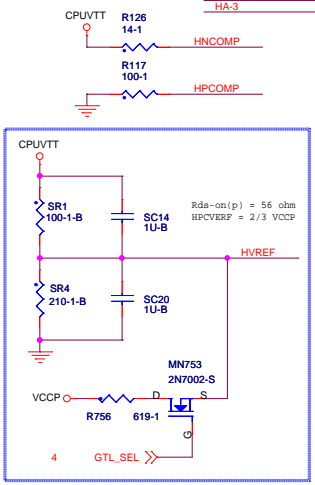 HA-3
CPUVTT
R126
14-1
HNCOMP
R117
100-1
HPCOMP
CPUVTT
SR1
100-1-B
SC14
1U-B
Rds-on(p) = 56 ohm
HPCVERF = 2/3 VCCP
HVREF
SR4
210-1-B
SC20
1U-B
MN753
2N7002-S
VCCP
D
S
R756
619-1
G
4
GTL_SEL